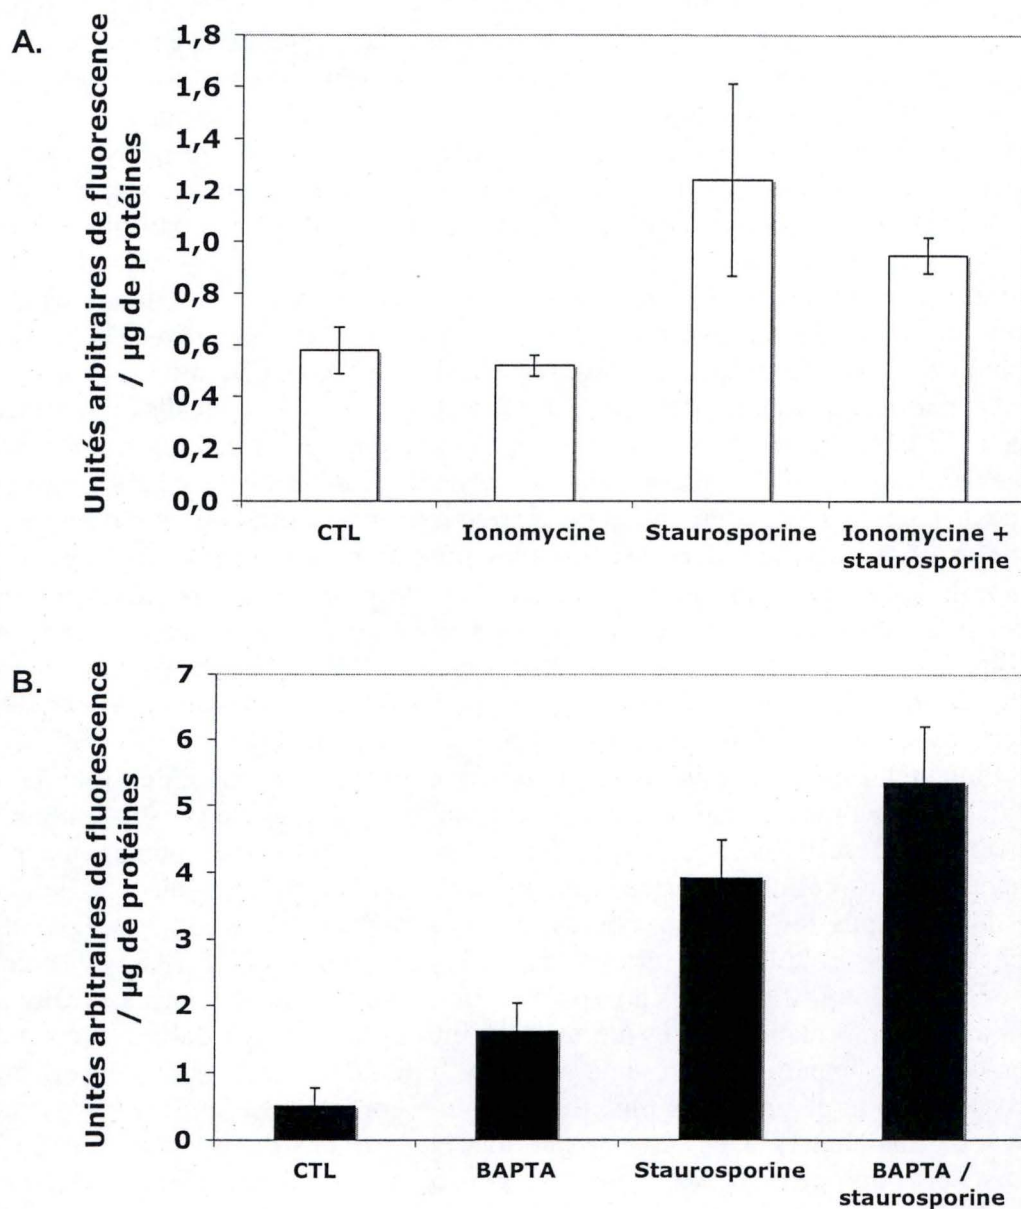 A.
Unités arbitraires de fluorescence
/ µg de protéines
1,8
1,6
1,4
1,2
1,0
0,8
0,6
0,4
0,2
0,0
CTL
Ionomycine
Staurosporine
Ionomycine +
staurosporine
B.
Unités arbitraires de fluorescence
/ µg de protéines
7
6
5
4
3
2
1
0
CTL
BAPTA
Staurosporine
BAPTA /
staurosporine